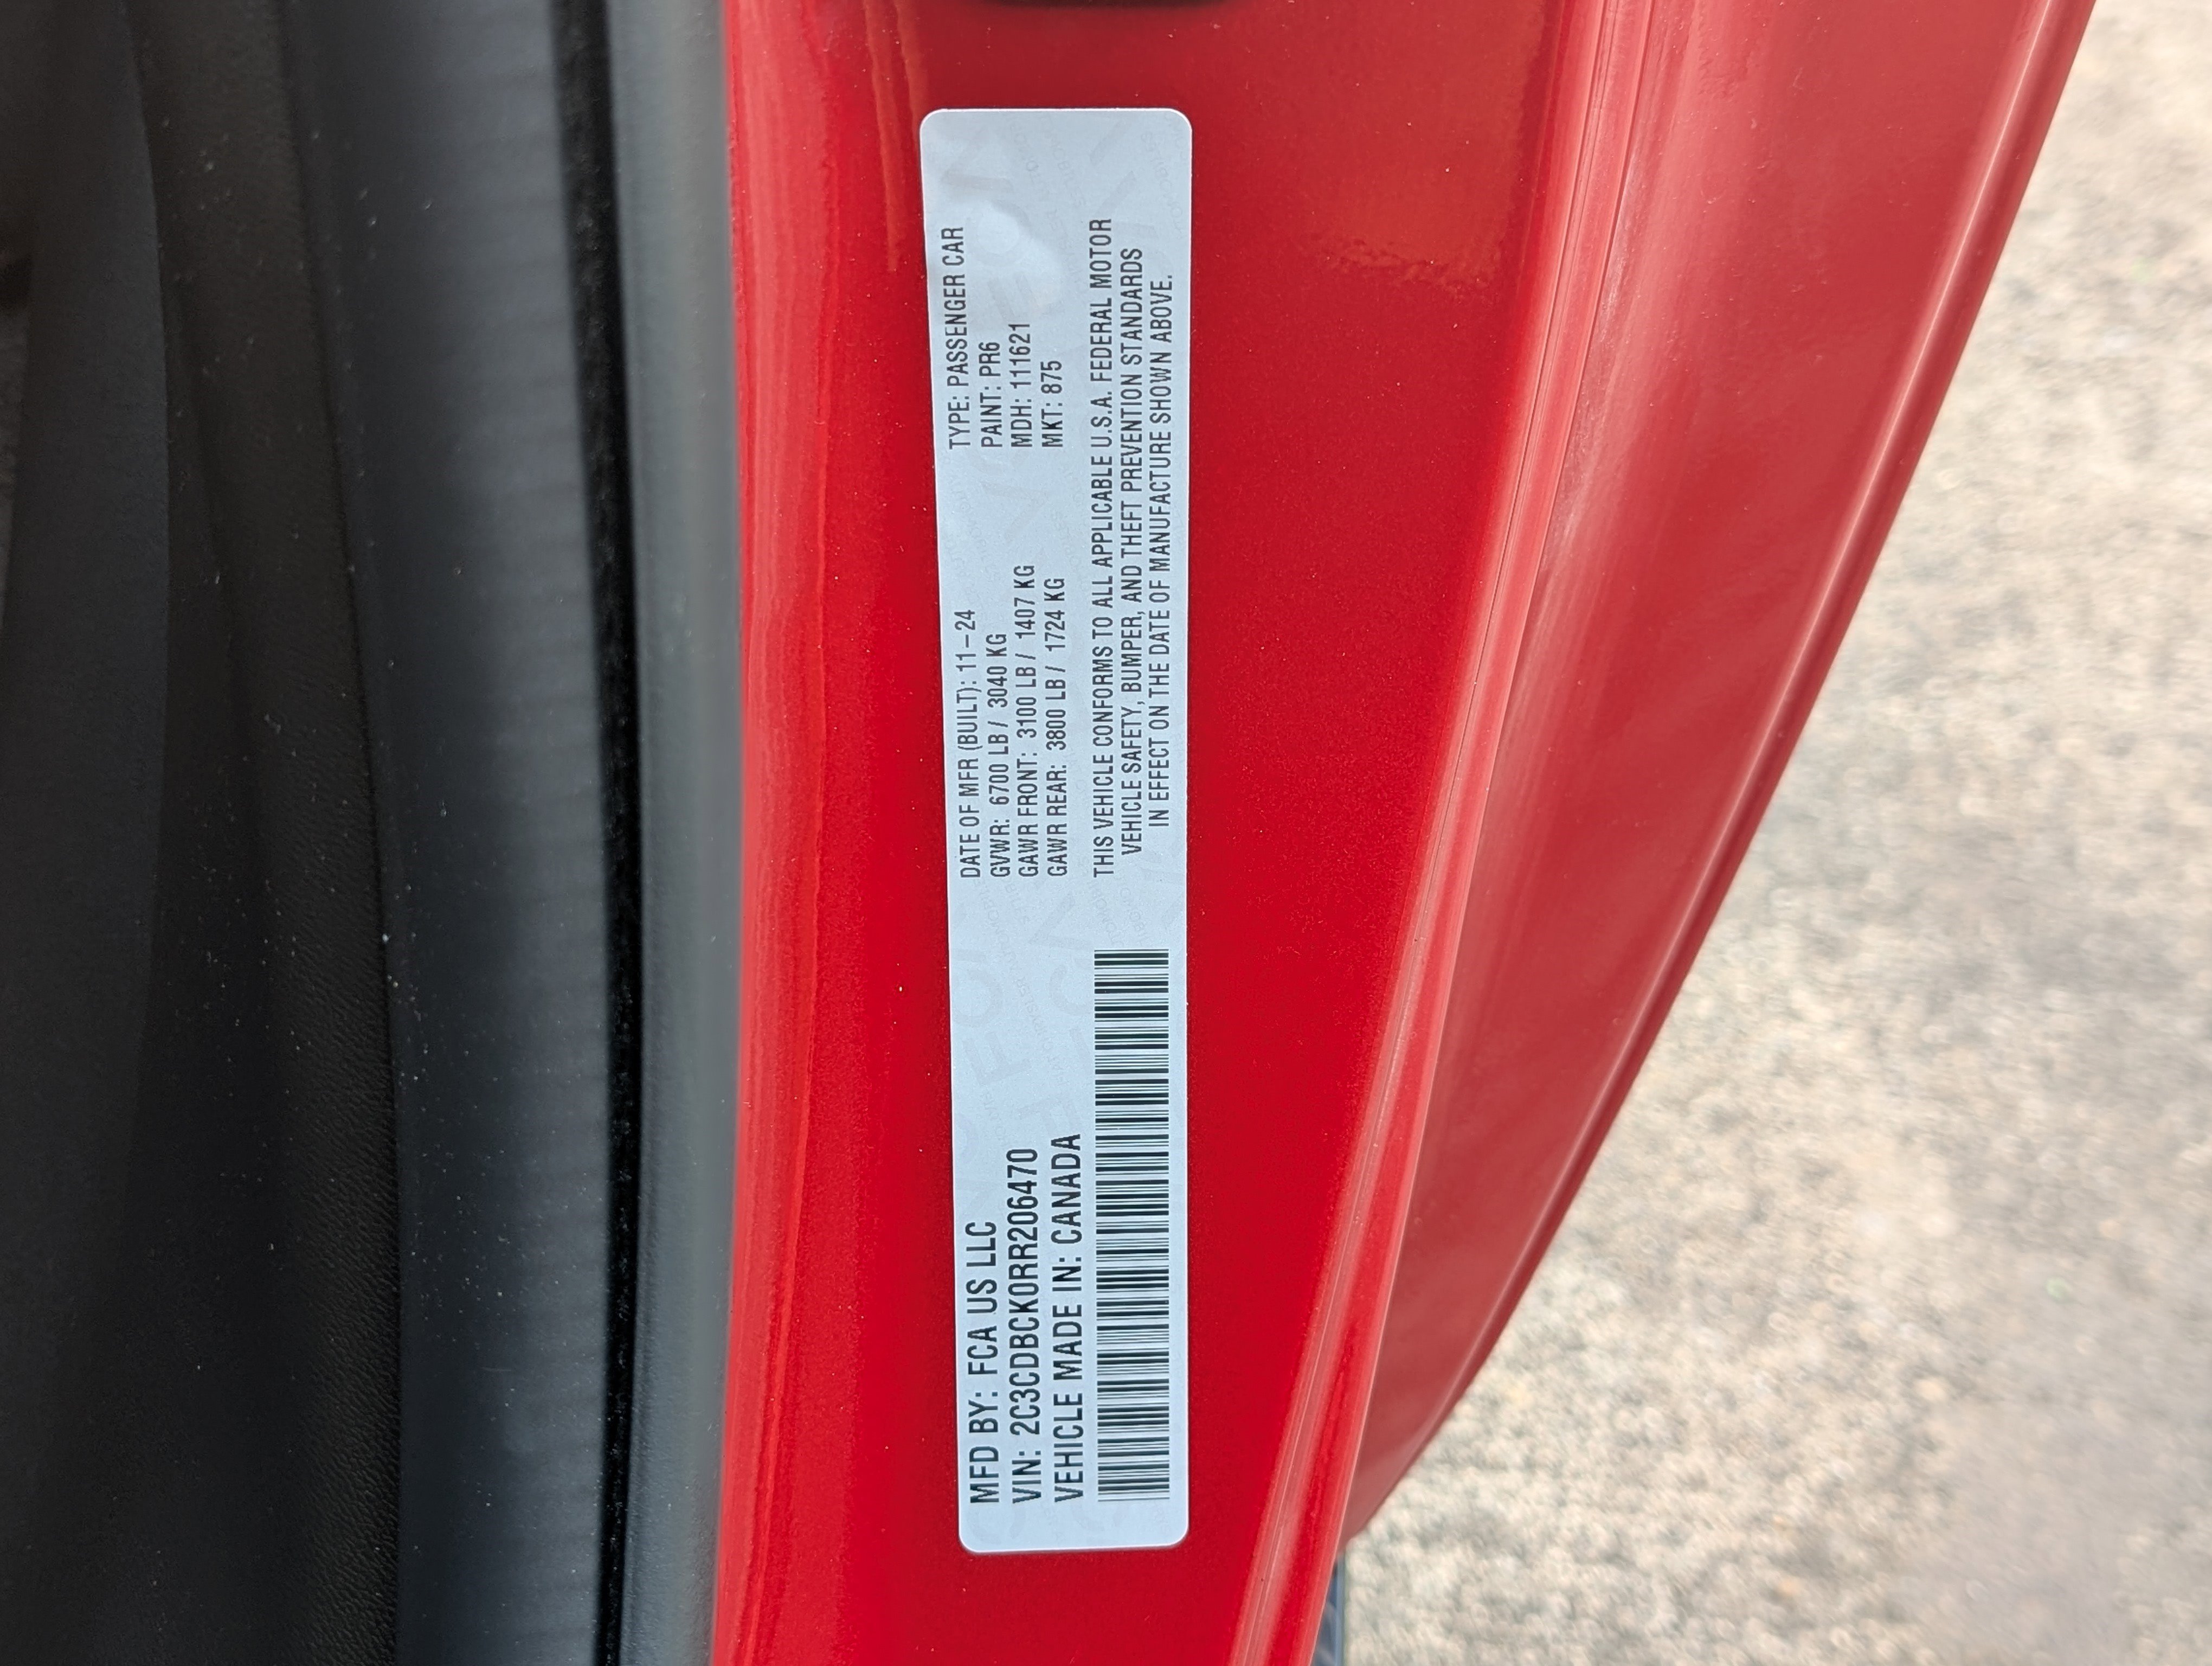 MFD BY: FCA US LLC
VIN: 2C3CDBCK0RR206470
VEHICLE MADE IN: CANADA
DATE OF MFR (BUILT): 11-24
GVWR: 6700 LB / 3040 KG
GAWR FRONT: 3100 LB / 1407 KG
GAWR REAR: 3800 LB / 1724 KG
TYPE: PASSENGER CAR
PAINT: PR6
MDH: 111621
MKT: 875
THIS VEHICLE CONFORMS TO ALL APPLICABLE U.S.A. FEDERAL MOTOR
VEHICLE SAFETY, BUMPER, AND THEFT PREVENTION STANDARDS
IN EFFECT ON THE DATE OF MANUFACTURE SHOWN ABOVE.